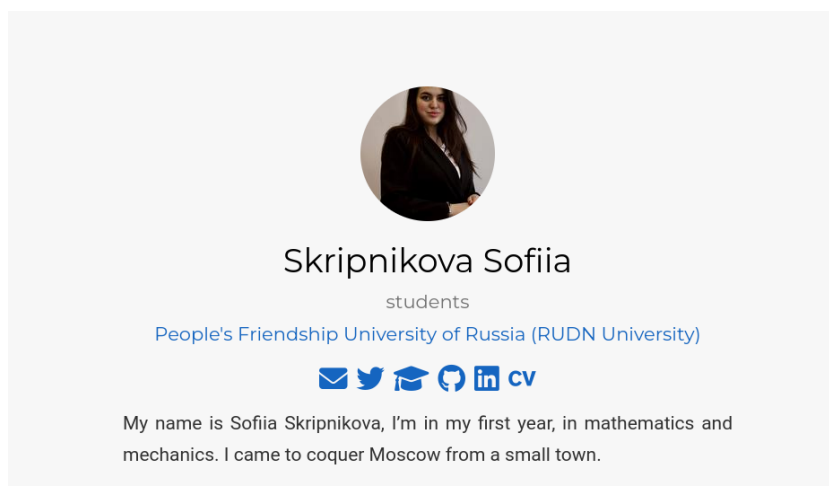 Skripnikova Sofiia
students
People's Friendship University of Russia (RUDN University)
CV
My name is Sofiia Skripnikova, I’m in my first year, in mathematics and
mechanics. I came to coquer Moscow from a small town.